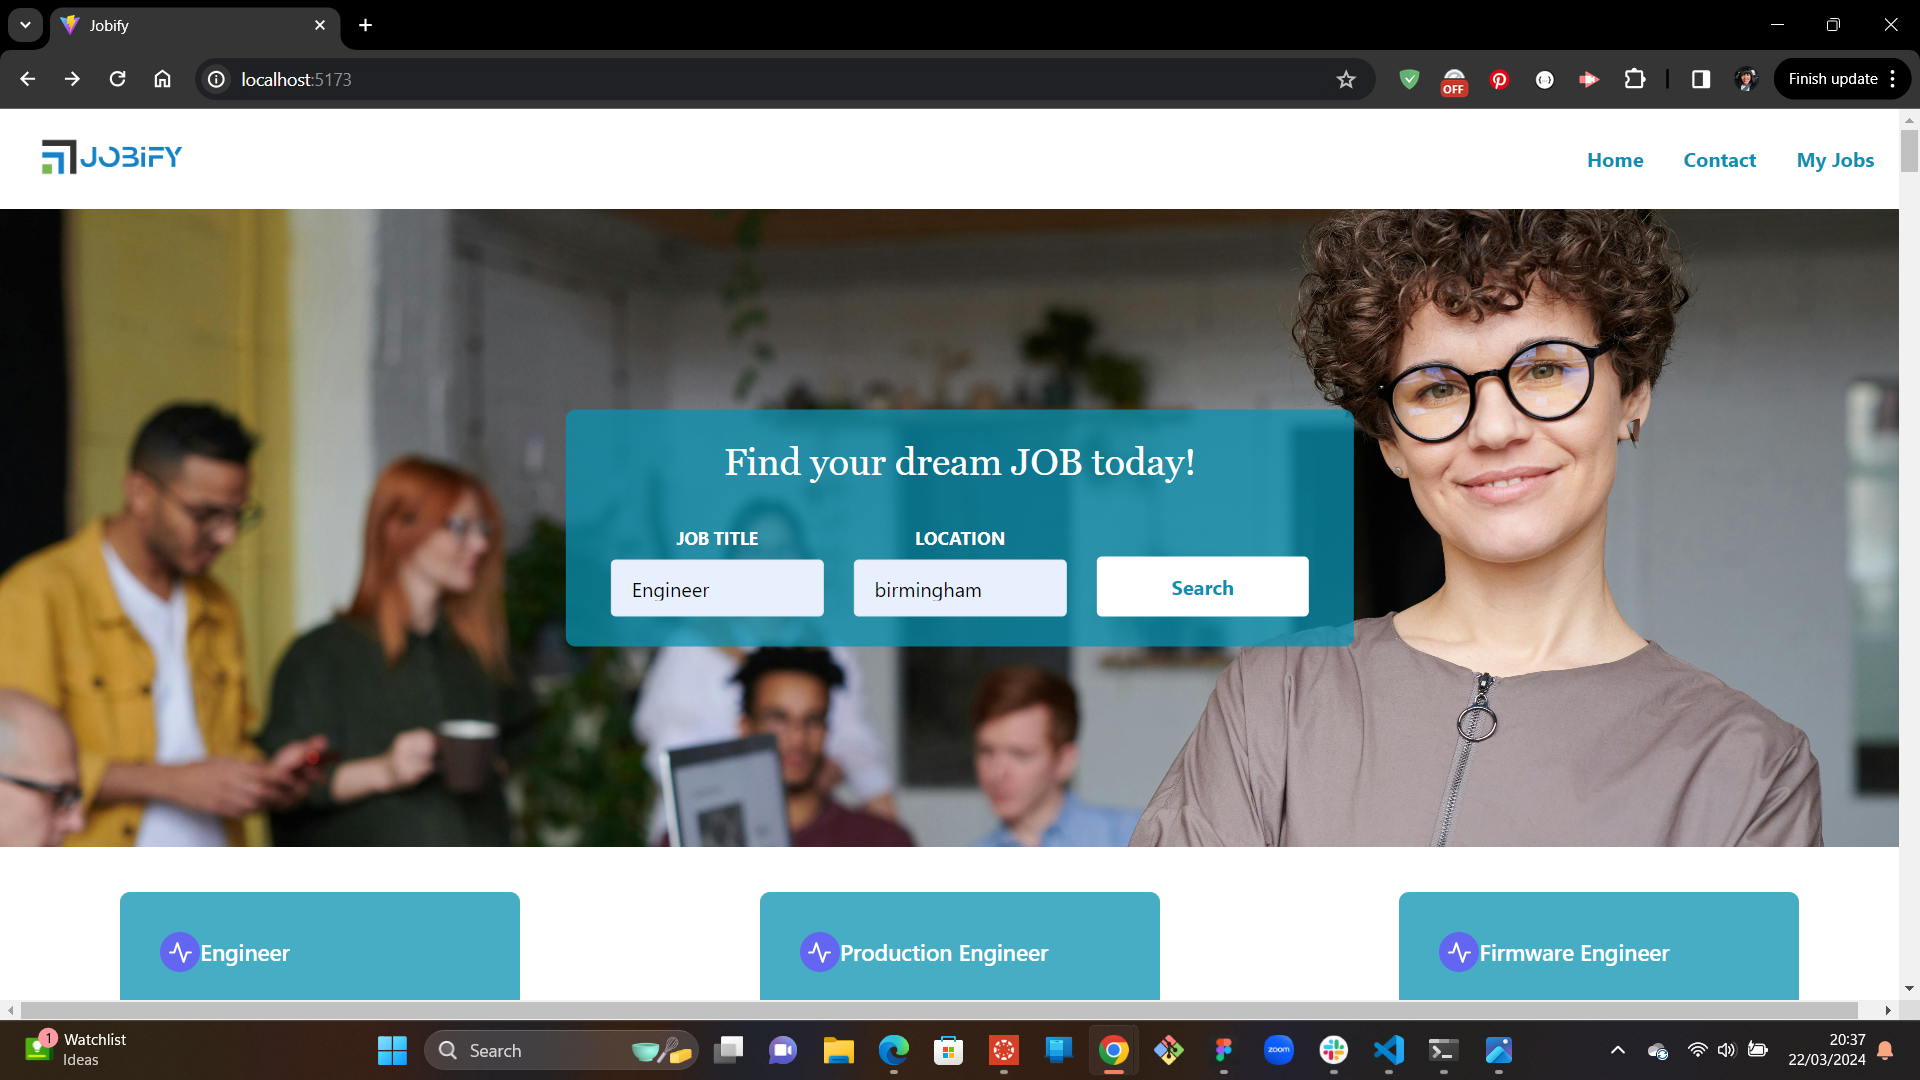 Jobify
localhost:5173
OFF
Finish update
JOBiFY
Home Contact My Jobs
Find your dream JOB today!
JOB TITLE LOCATION
Engineer birmingham Search
Engineer Production Engineer Firmware Engineer
1
Watchlist
Ideas
Search
zoom
20:37
22/03/2024